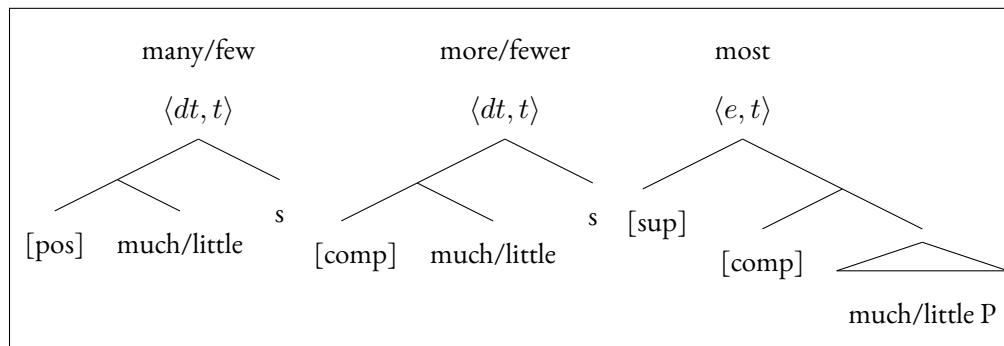 many/few more/fewer most
⟨dt, t⟩ ⟨dt, t⟩ ⟨e, t⟩
[pos] much/little s [comp] much/little s [sup] [comp]
much/little P